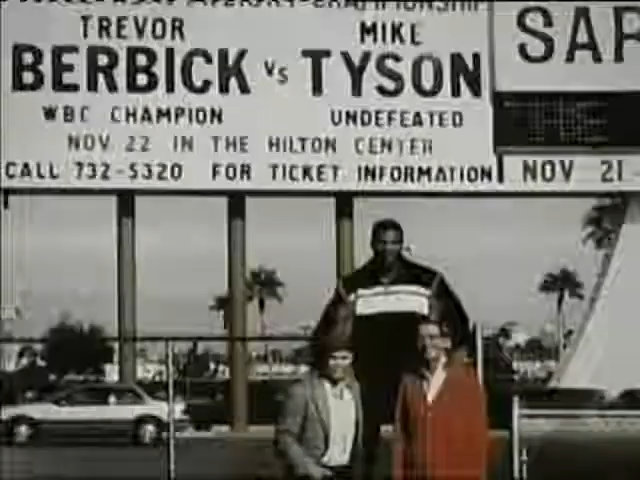 TREVOR MIKE
BERBICK VS TYSON
WBC CHAMPION UNDEFEATED
NOV 22 IN THE HILTON CENTER
CALL 732-5320 FOR TICKET INFORMATION
SAF
THE
NOV 21